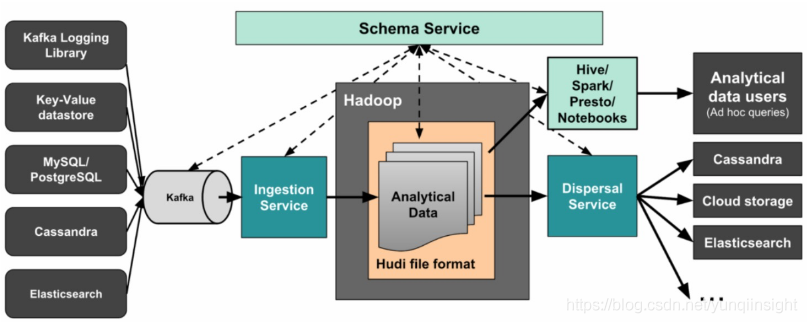 Schema Service
Kafka Logging
Library
Key-Value
datastore
MySQL/
PostgreSQL
Cassandra
Elasticsearch
Kafka
Ingestion
Service
Hadoop
Analytical
Data
Hudi file format
Hive/
Spark/
Presto/
Notebooks
Dispersal
Service
Analytical
data users
(Ad hoc queries)
Cassandra
Cloud storage
Elasticsearch
...
https://blog.csdn.net/yunqiinsight